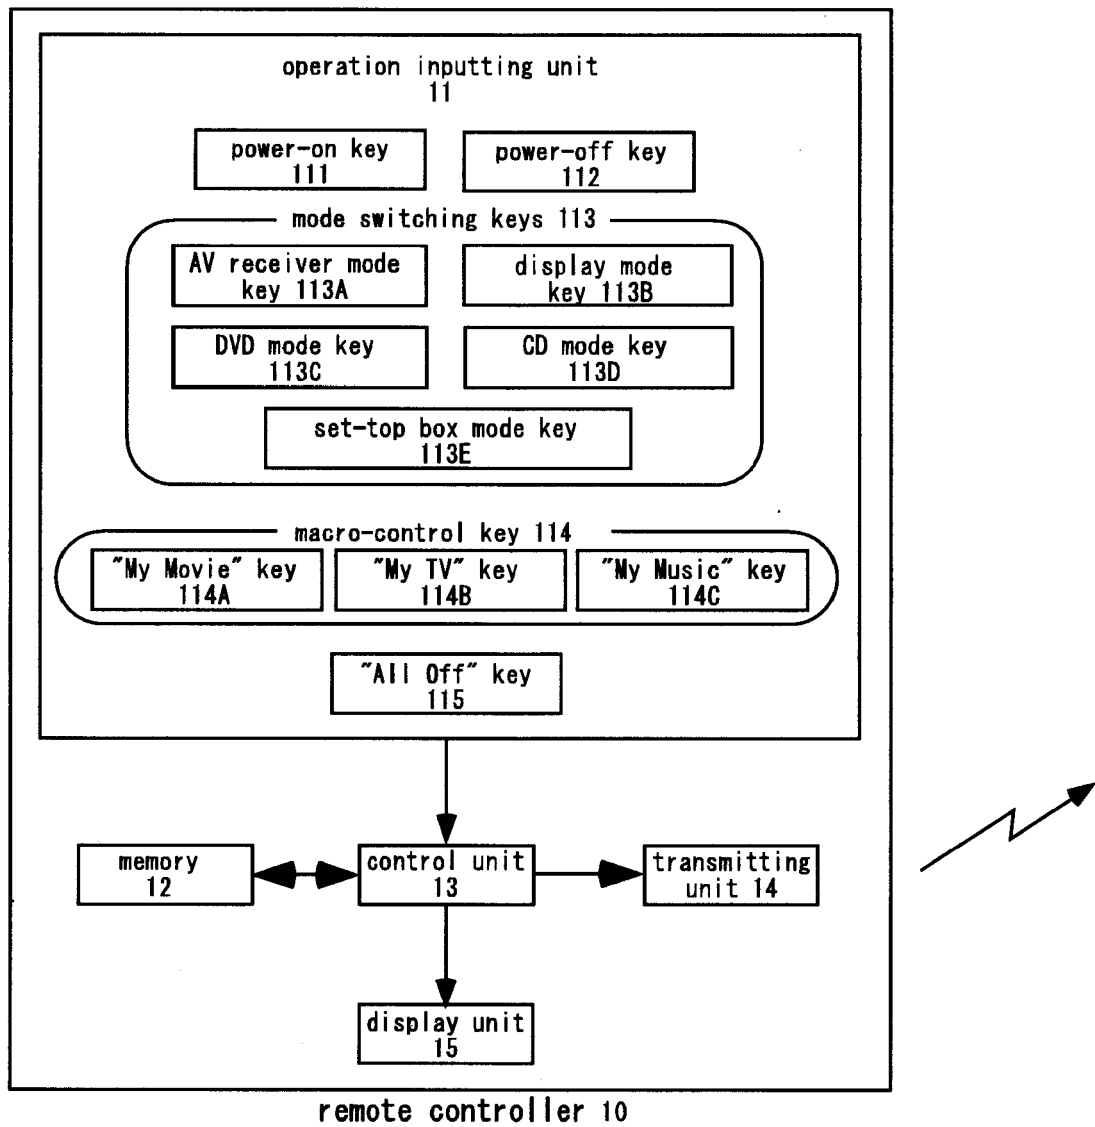 operation inputting unit
11
power-on key
111
power-off key
112
mode switching keys 113
AV receiver mode
key 113A
display mode
key 113B
DVD mode key
113C
CD mode key
113D
set-top box mode key
113E
macro-control key 114
"My Movie" key
114A
"My TV" key
114B
"My Music" key
114C
"All Off" key
115
memory
12
control unit
13
transmitting
unit 14
display unit
15
remote controller 10